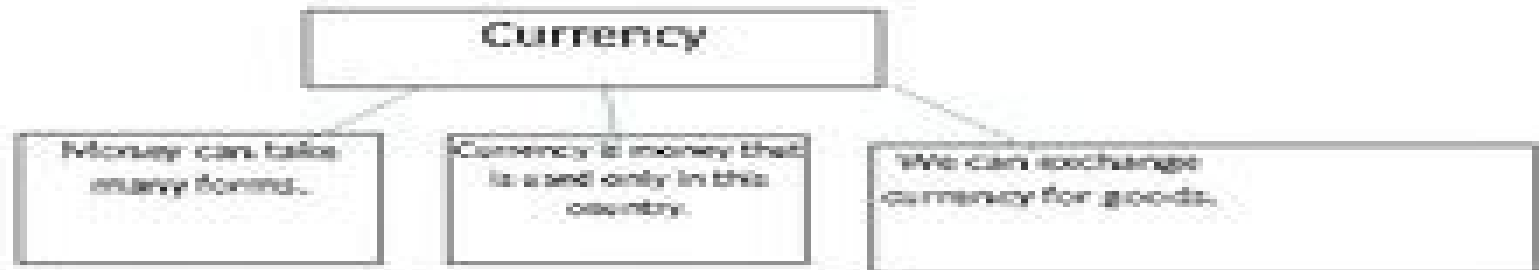 Currency
Money can take
many forms.
Currency is money that
is used only in this
country.
We can exchange
currency for goods.